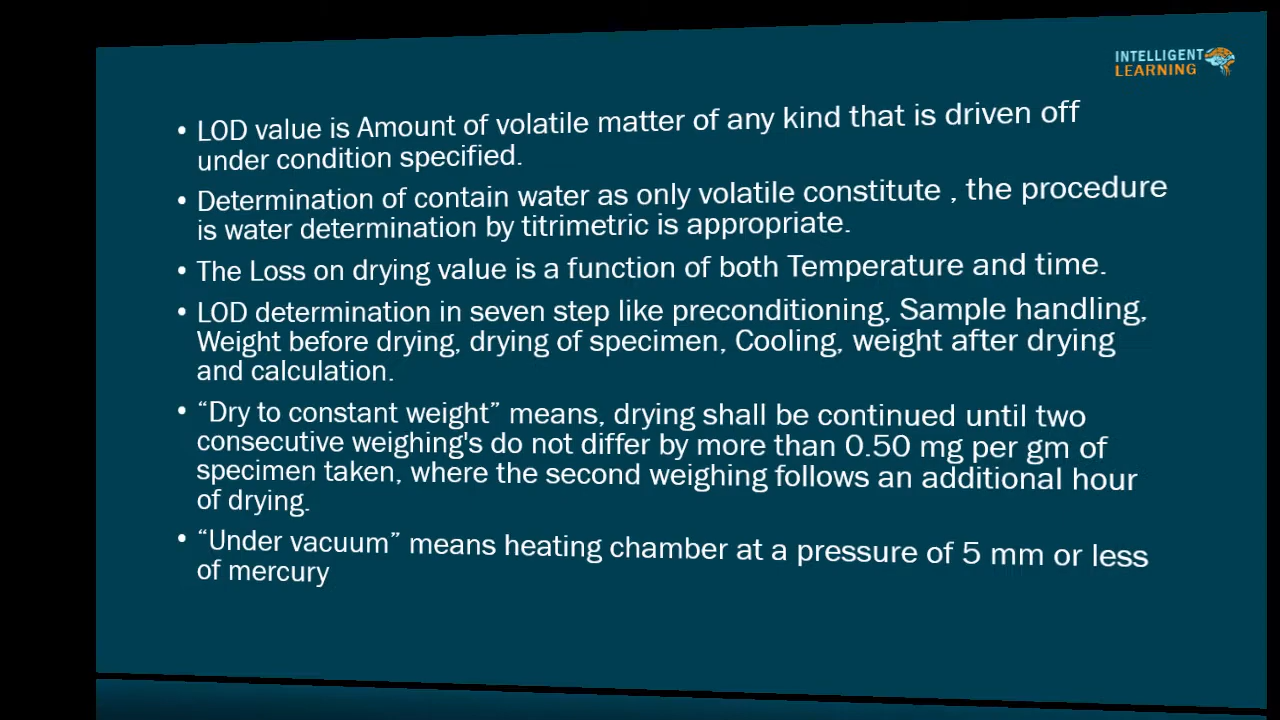 INTELLIGENT
LEARNING
• LOD value is Amount of volatile matter of any kind that is driven off
under condition specified.
• Determination of contain water as only volatile constitute , the procedure
is water determination by titrimetric is appropriate.
• The Loss on drying value is a function of both Temperature and time.
• LOD determination in seven step like preconditioning, Sample handling,
Weight before drying, drying of specimen, Cooling, weight after drying
and calculation.
• “Dry to constant weight” means, drying shall be continued until two
consecutive weighing's do not differ by more than 0.50 mg per gm of
specimen taken, where the second weighing follows an additional hour
of drying.
• “Under vacuum” means heating chamber at a pressure of 5 mm or less
of mercury